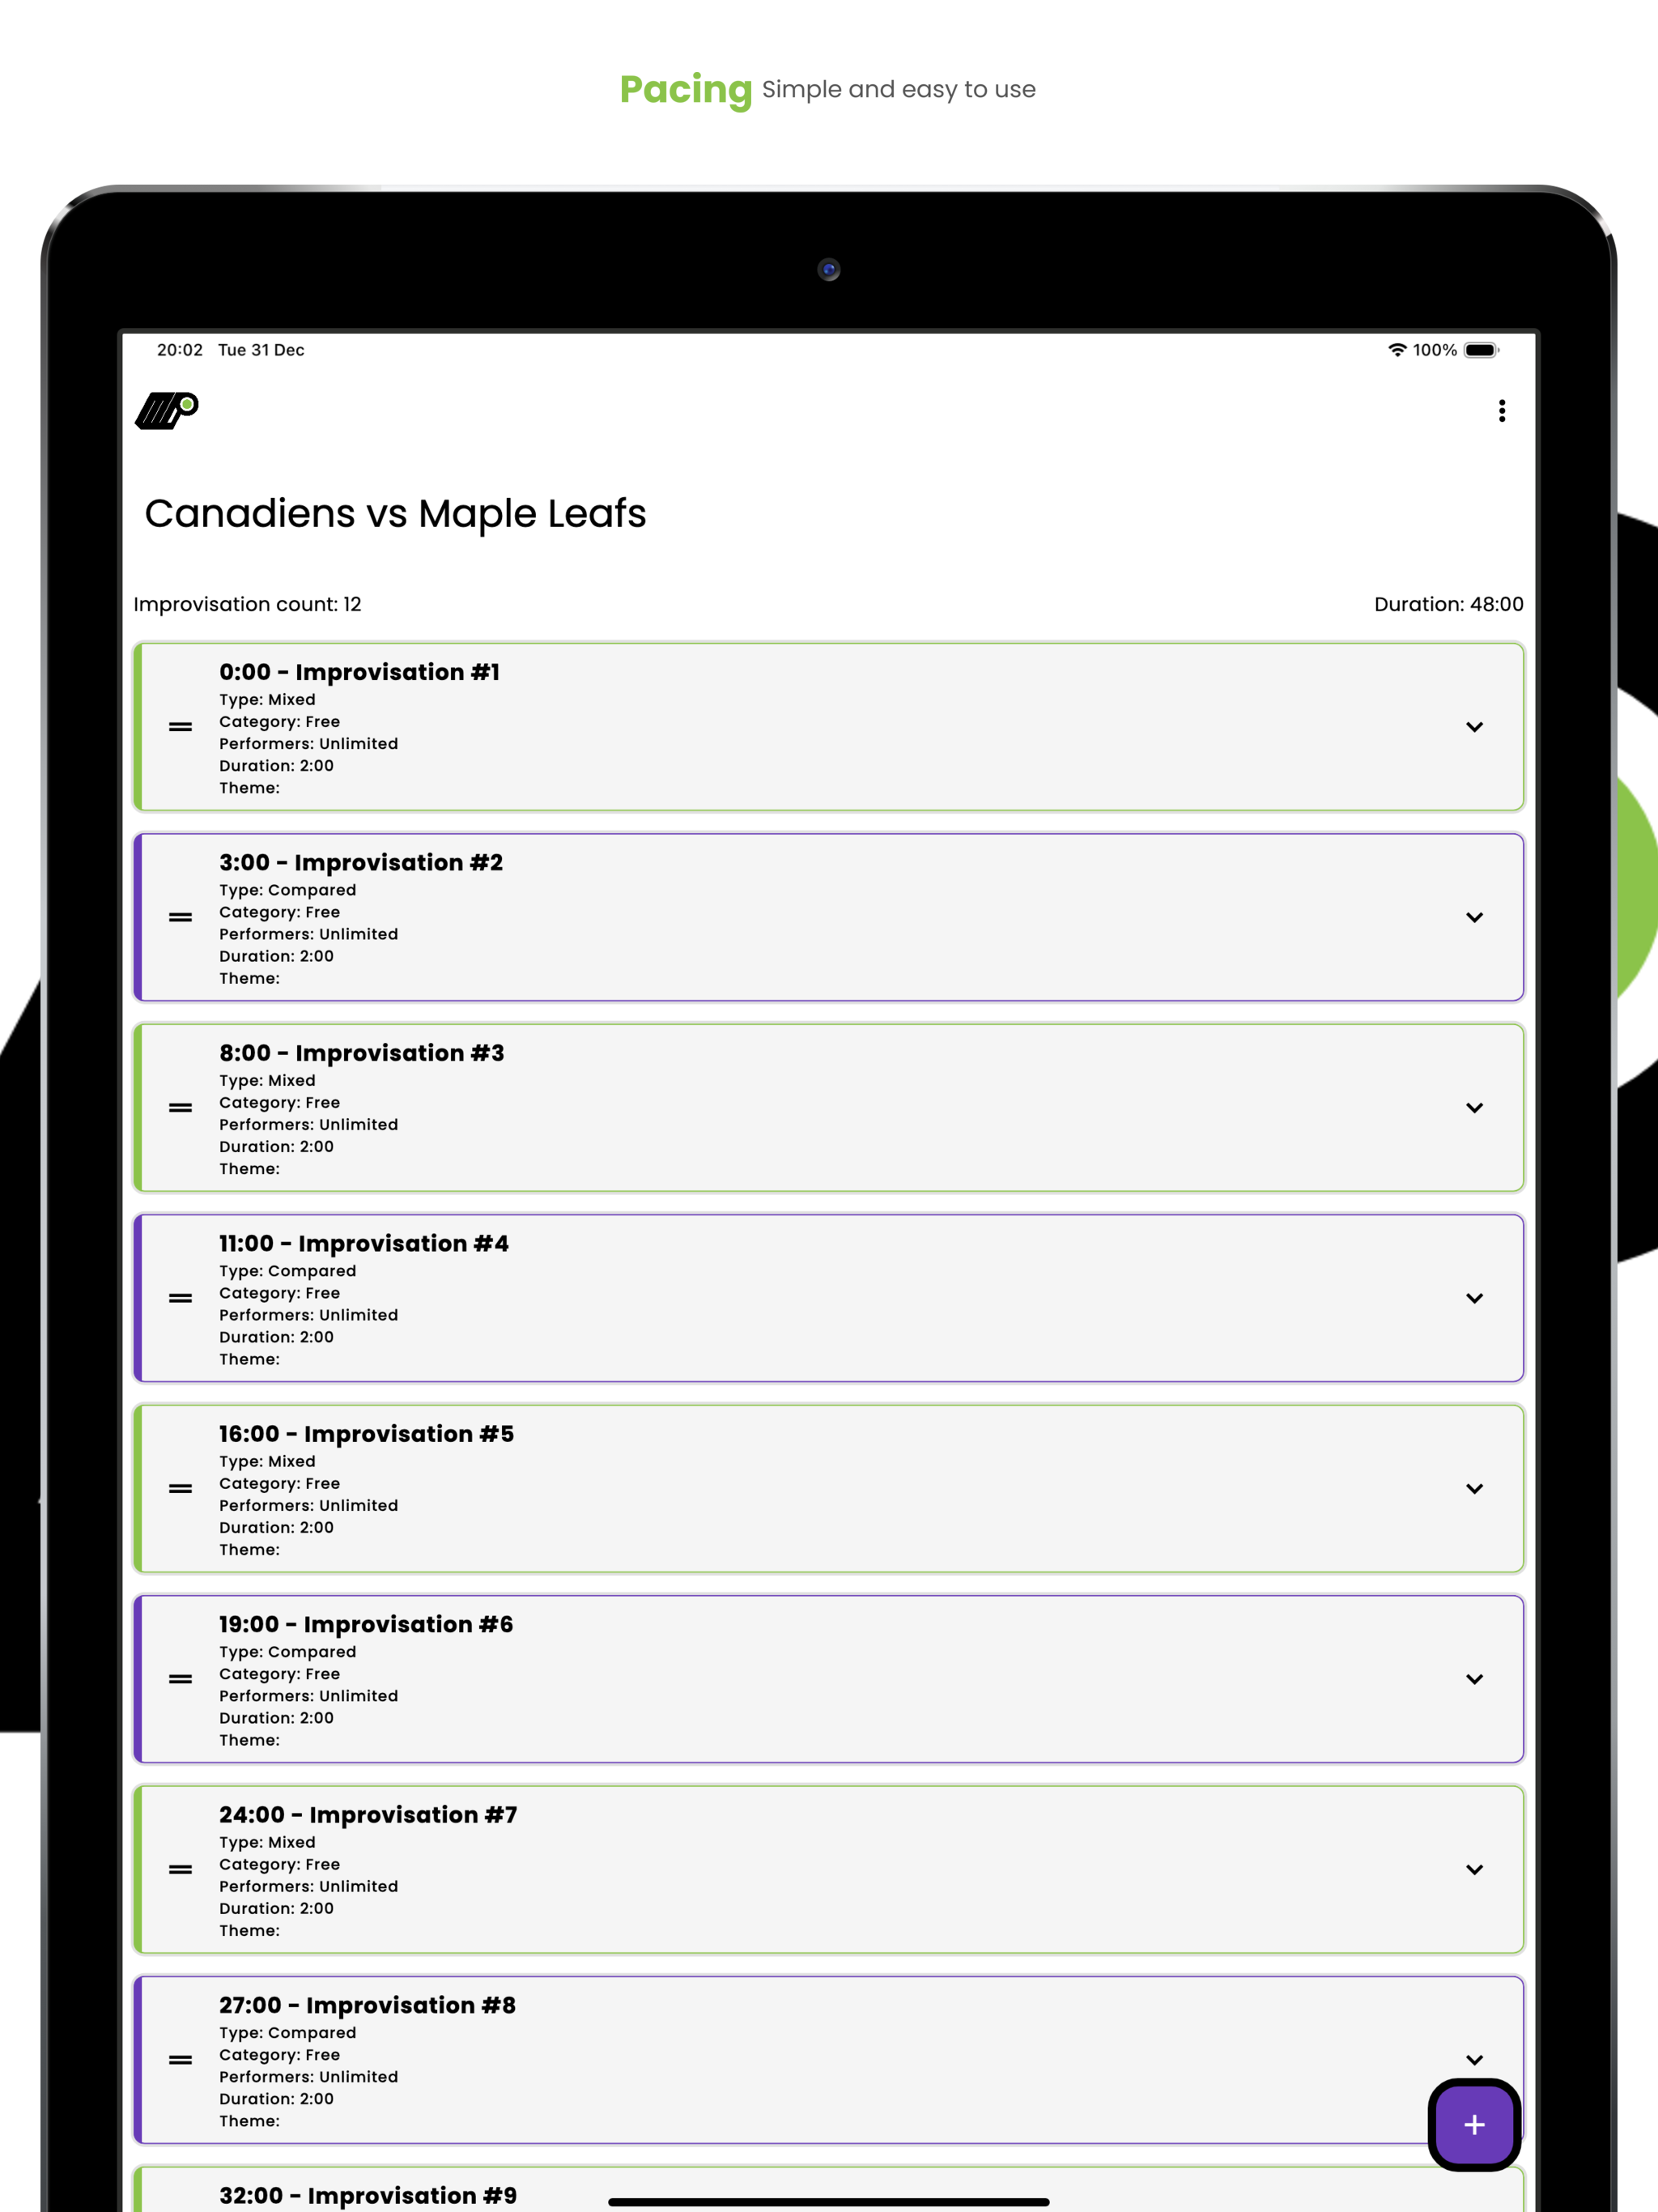 Pacing Simple and easy to use
20:02 Tue 31 Dec 100%
Canadiens vs Maple Leafs
Improvisation count: 12 Duration: 48:00
0:00 - Improvisation #1
Type: Mixed
Category: Free
Performers: Unlimited
Duration: 2:00
Theme:
3:00 - Improvisation #2
Type: Compared
Category: Free
Performers: Unlimited
Duration: 2:00
Theme:
8:00 - Improvisation #3
Type: Mixed
Category: Free
Performers: Unlimited
Duration: 2:00
Theme:
11:00 - Improvisation #4
Type: Compared
Category: Free
Performers: Unlimited
Duration: 2:00
Theme:
16:00 - Improvisation #5
Type: Mixed
Category: Free
Performers: Unlimited
Duration: 2:00
Theme:
19:00 - Improvisation #6
Type: Compared
Category: Free
Performers: Unlimited
Duration: 2:00
Theme:
24:00 - Improvisation #7
Type: Mixed
Category: Free
Performers: Unlimited
Duration: 2:00
Theme:
27:00 - Improvisation #8
Type: Compared
Category: Free
Performers: Unlimited
Duration: 2:00
Theme:
32:00 - Improvisation #9